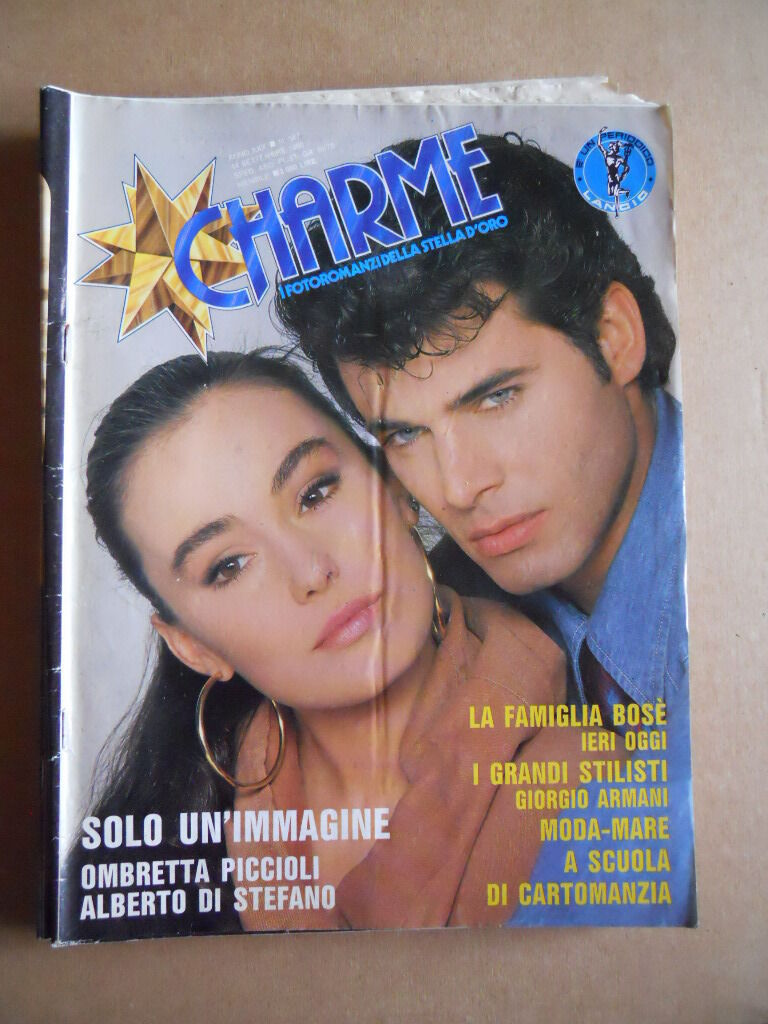 CHARME
I FOTOROMANZI DELLA STELLA D'ORO
È UN PERIODICO
LANCIO
LA FAMIGLIA BOSÈ
IERI OGGI
I GRANDI STILISTI
GIORGIO ARMANI
MODA-MARE
A SCUOLA
DI CARTOMANZIA
SOLO UN'IMMAGINE
OMBRETTA PICCIOLI
ALBERTO DI STEFANO